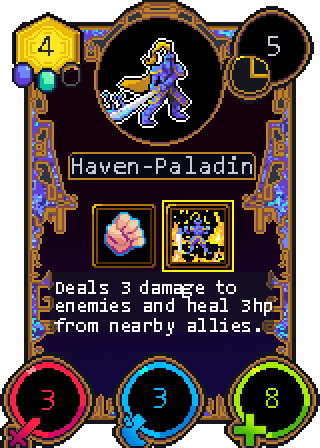 4
5
Haven-Paladin
Deals 3 damage to
enemies and heal 3hp
from nearby allies.
3
3
8